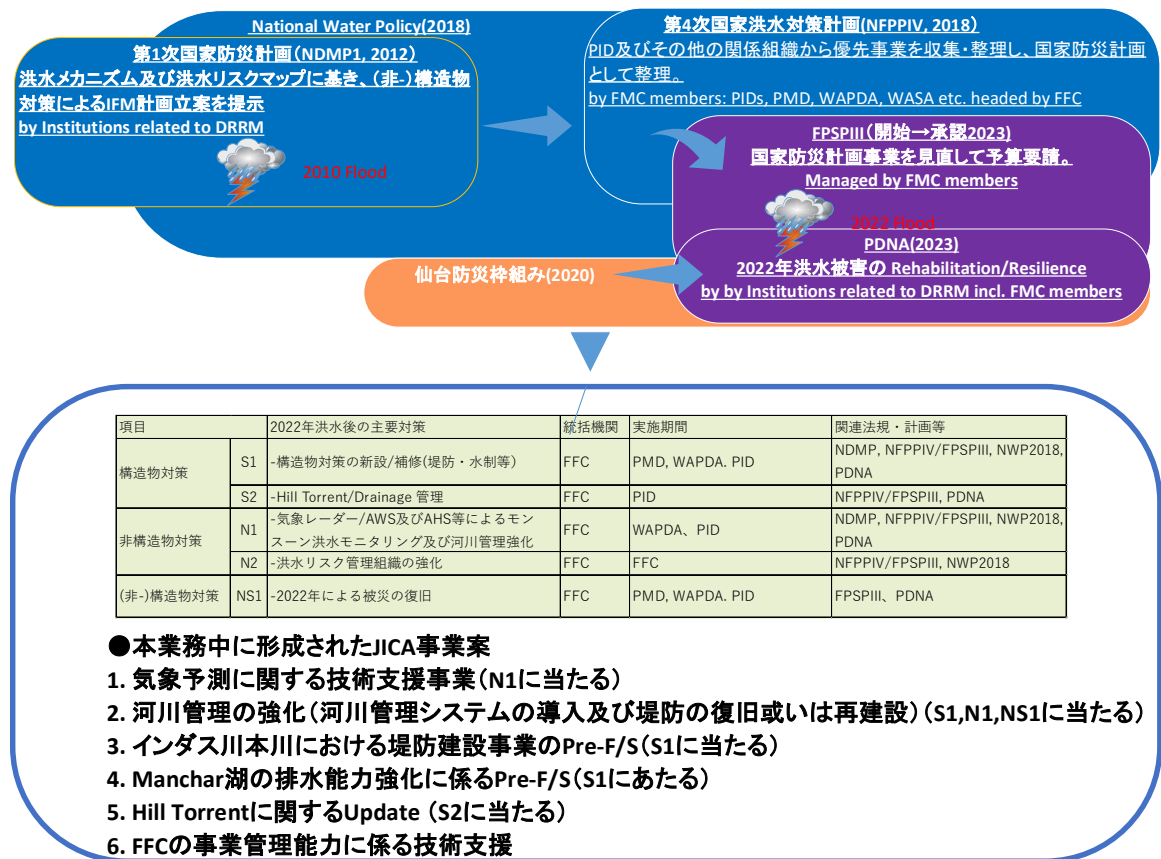 National Water Policy(2018)
第1次国家防災計画(NDMP1, 2012)
洪水メカニズム及び洪水リスクマップに基き、(非-)構造物
対策によるIFM計画立案を提示
by Institutions related to DRRM
2010 Flood
第4次国家洪水対策計画(NFPPIV, 2018)
PID及びその他の関係組織から優先事業を収集・整理し、国家防災計画
として整理。
by FMC members: PIDs, PMD, WAPDA, WASA etc. headed by FFC
FPSPIII(開始→承認2023)
国家防災計画事業を見直して予算要請。
Managed by FMC members
2022 Flood
PDNA(2023)
2022年洪水被害の Rehabilitation/Resilience
by by Institutions related to DRRM incl. FMC members
仙台防災枠組み(2020)
項目 2022年洪水後の主要対策 統括機関 実施期間 関連法規・計画等
構造物対策 S1 -構造物対策の新設/補修(堤防・水制等) FFC PMD, WAPDA. PID NDMP, NFPPIV/FPSPIII, NWP2018,
PDNA
S2 -Hill Torrent/Drainage 管理 FFC PID NFPPIV/FPSPIII, PDNA
非構造物対策 N1 -気象レーダー/AWS及びAHS等によるモン
スーン洪水モニタリング及び河川管理強化 FFC WAPDA、PID NDMP, NFPPIV/FPSPIII, NWP2018,
PDNA
N2 -洪水リスク管理組織の強化 FFC FFC NFPPIV/FPSPIII, NWP2018
(非-)構造物対策 NS1 -2022年による被災の復旧 FFC PMD, WAPDA. PID FPSPIII、PDNA
●本業務中に形成されたJICA事業案
1. 気象予測に関する技術支援事業(N1に当たる)
2. 河川管理の強化(河川管理システムの導入及び堤防の復旧或いは再建設)(S1,N1,NS1に当たる)
3. インダス川本川における堤防建設事業のPre-F/S(S1に当たる)
4. Manchar湖の排水能力強化に係るPre-F/S(S1にあたる)
5. Hill Torrentに関するUpdate (S2に当たる)
6. FFCの事業管理能力に係る技術支援